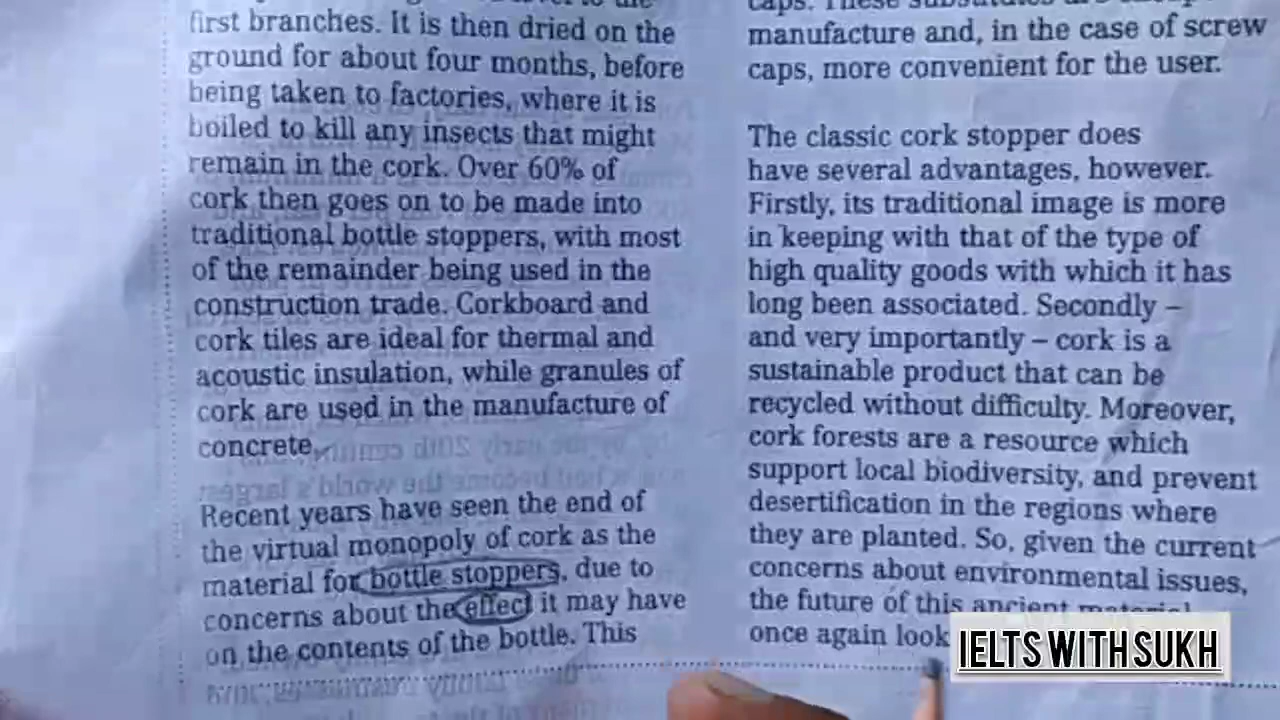 first branches. It is then dried on the
ground for about four months, before
being taken to factories, where it is
boiled to kill any insects that might
remain in the cork. Over 60% of
cork then goes on to be made into
traditional bottle stoppers, with most
of the remainder being used in the
construction trade. Corkboard and
cork tiles are ideal for thermal and
acoustic insulation, while granules of
cork are used in the manufacture of
concrete.
Recent years have seen the end of
the virtual monopoly of cork as the
material for bottle stoppers, due to
concerns about the effect it may have
on the contents of the bottle. This
manufacture and, in the case of screw
caps, more convenient for the user.
The classic cork stopper does
have several advantages, however.
Firstly, its traditional image is more
in keeping with that of the type of
high quality goods with which it has
long been associated. Secondly –
and very importantly – cork is a
sustainable product that can be
recycled without difficulty. Moreover,
cork forests are a resource which
support local biodiversity, and prevent
desertification in the regions where
they are planted. So, given the current
concerns about environmental issues,
the future of this ancient material
once again look
IELTS WITH SUKH